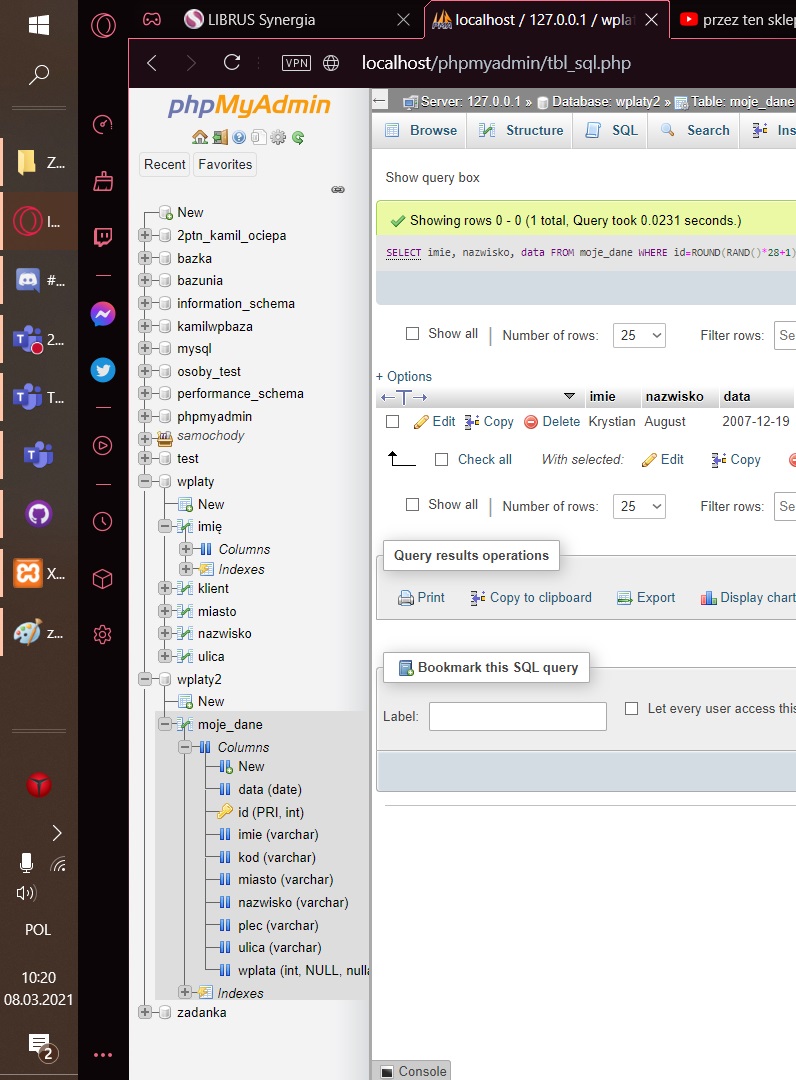 LIBRUS Synergia
localhost / 127.0.0.1 / wplat
przez ten sklep
VPN
localhost/phpmyadmin/tbl_sql.php
Z...
I...
#...
2...
T...
X...
z...
POL
10:20
08.03.2021
2
phpMyAdmin
Recent
Favorites
New
2ptn_kamil_ociepa
bazka
bazunia
information_schema
kamilwpbaza
mysql
osoby_test
performance_schema
phpmyadmin
samochody
test
wplaty
New
imię
Columns
Indexes
klient
miasto
nazwisko
ulica
wplaty2
New
moje_dane
Columns
New
data (date)
id (PRI, int)
imie (varchar)
kod (varchar)
miasto (varchar)
nazwisko (varchar)
plec (varchar)
ulica (varchar)
wplata (int, NULL, nulla
Indexes
zadanka
Server: 127.0.0.1 » Database: wplaty2 » Table: moje_dane
Browse Structure SQL Search Ins
Show query box
Showing rows 0 - 0 (1 total, Query took 0.0231 seconds.)
SELECT imie, nazwisko, data FROM moje_dane WHERE id=ROUND(RAND()*28+1)
Show all | Number of rows: 25 Filter rows: Se
+ Options
←T→ imie nazwisko data
Edit Copy Delete Krystian August 2007-12-19
Check all With selected: Edit Copy
Show all | Number of rows: 25 Filter rows: Se
Query results operations
Print Copy to clipboard Export Display chart
Bookmark this SQL query
Label: Let every user access this
Console